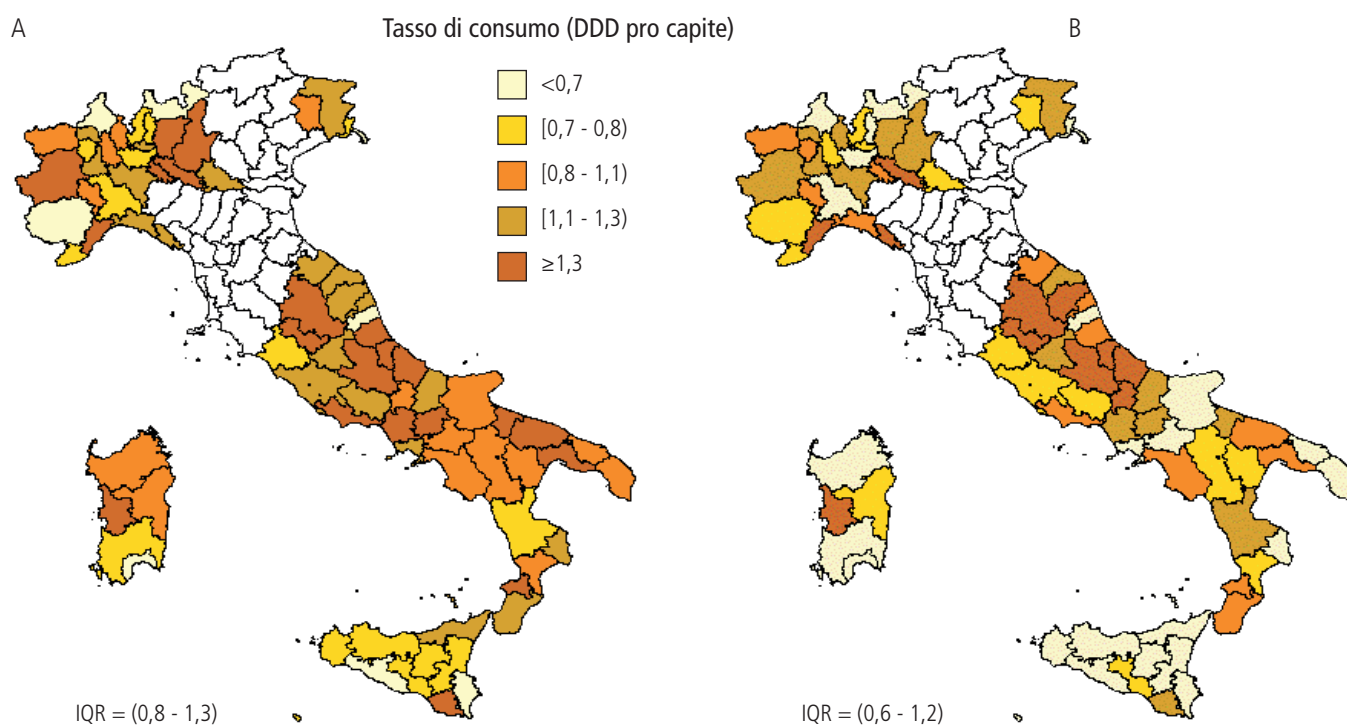 A
Tasso di consumo (DDD pro capite)
B
<0,7
[0,7 - 0,8)
[0,8 - 1,1)
[1,1 - 1,3)
≥1,3
IQR = (0,8 - 1,3)
IQR = (0,6 - 1,2)